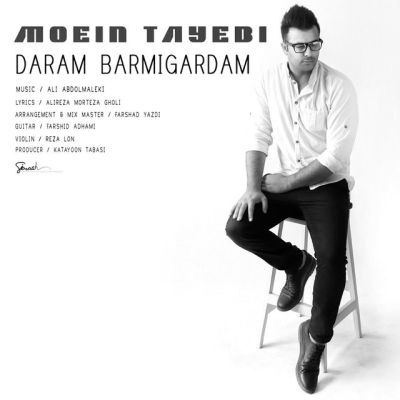 MOEIN TAYEBI
DARAM BARMIGARDAM
MUSIC / ALI ABDOLMALEKI
LYRICS / ALIREZA MORTEZA GHOLI
ARRANGEMENT & MIX MASTER / FARSHAD YAZDI
GUITAR / FARSHID ADHAMI
VIOLIN / REZA LON
PRODUCER / KATAYOON TABASI